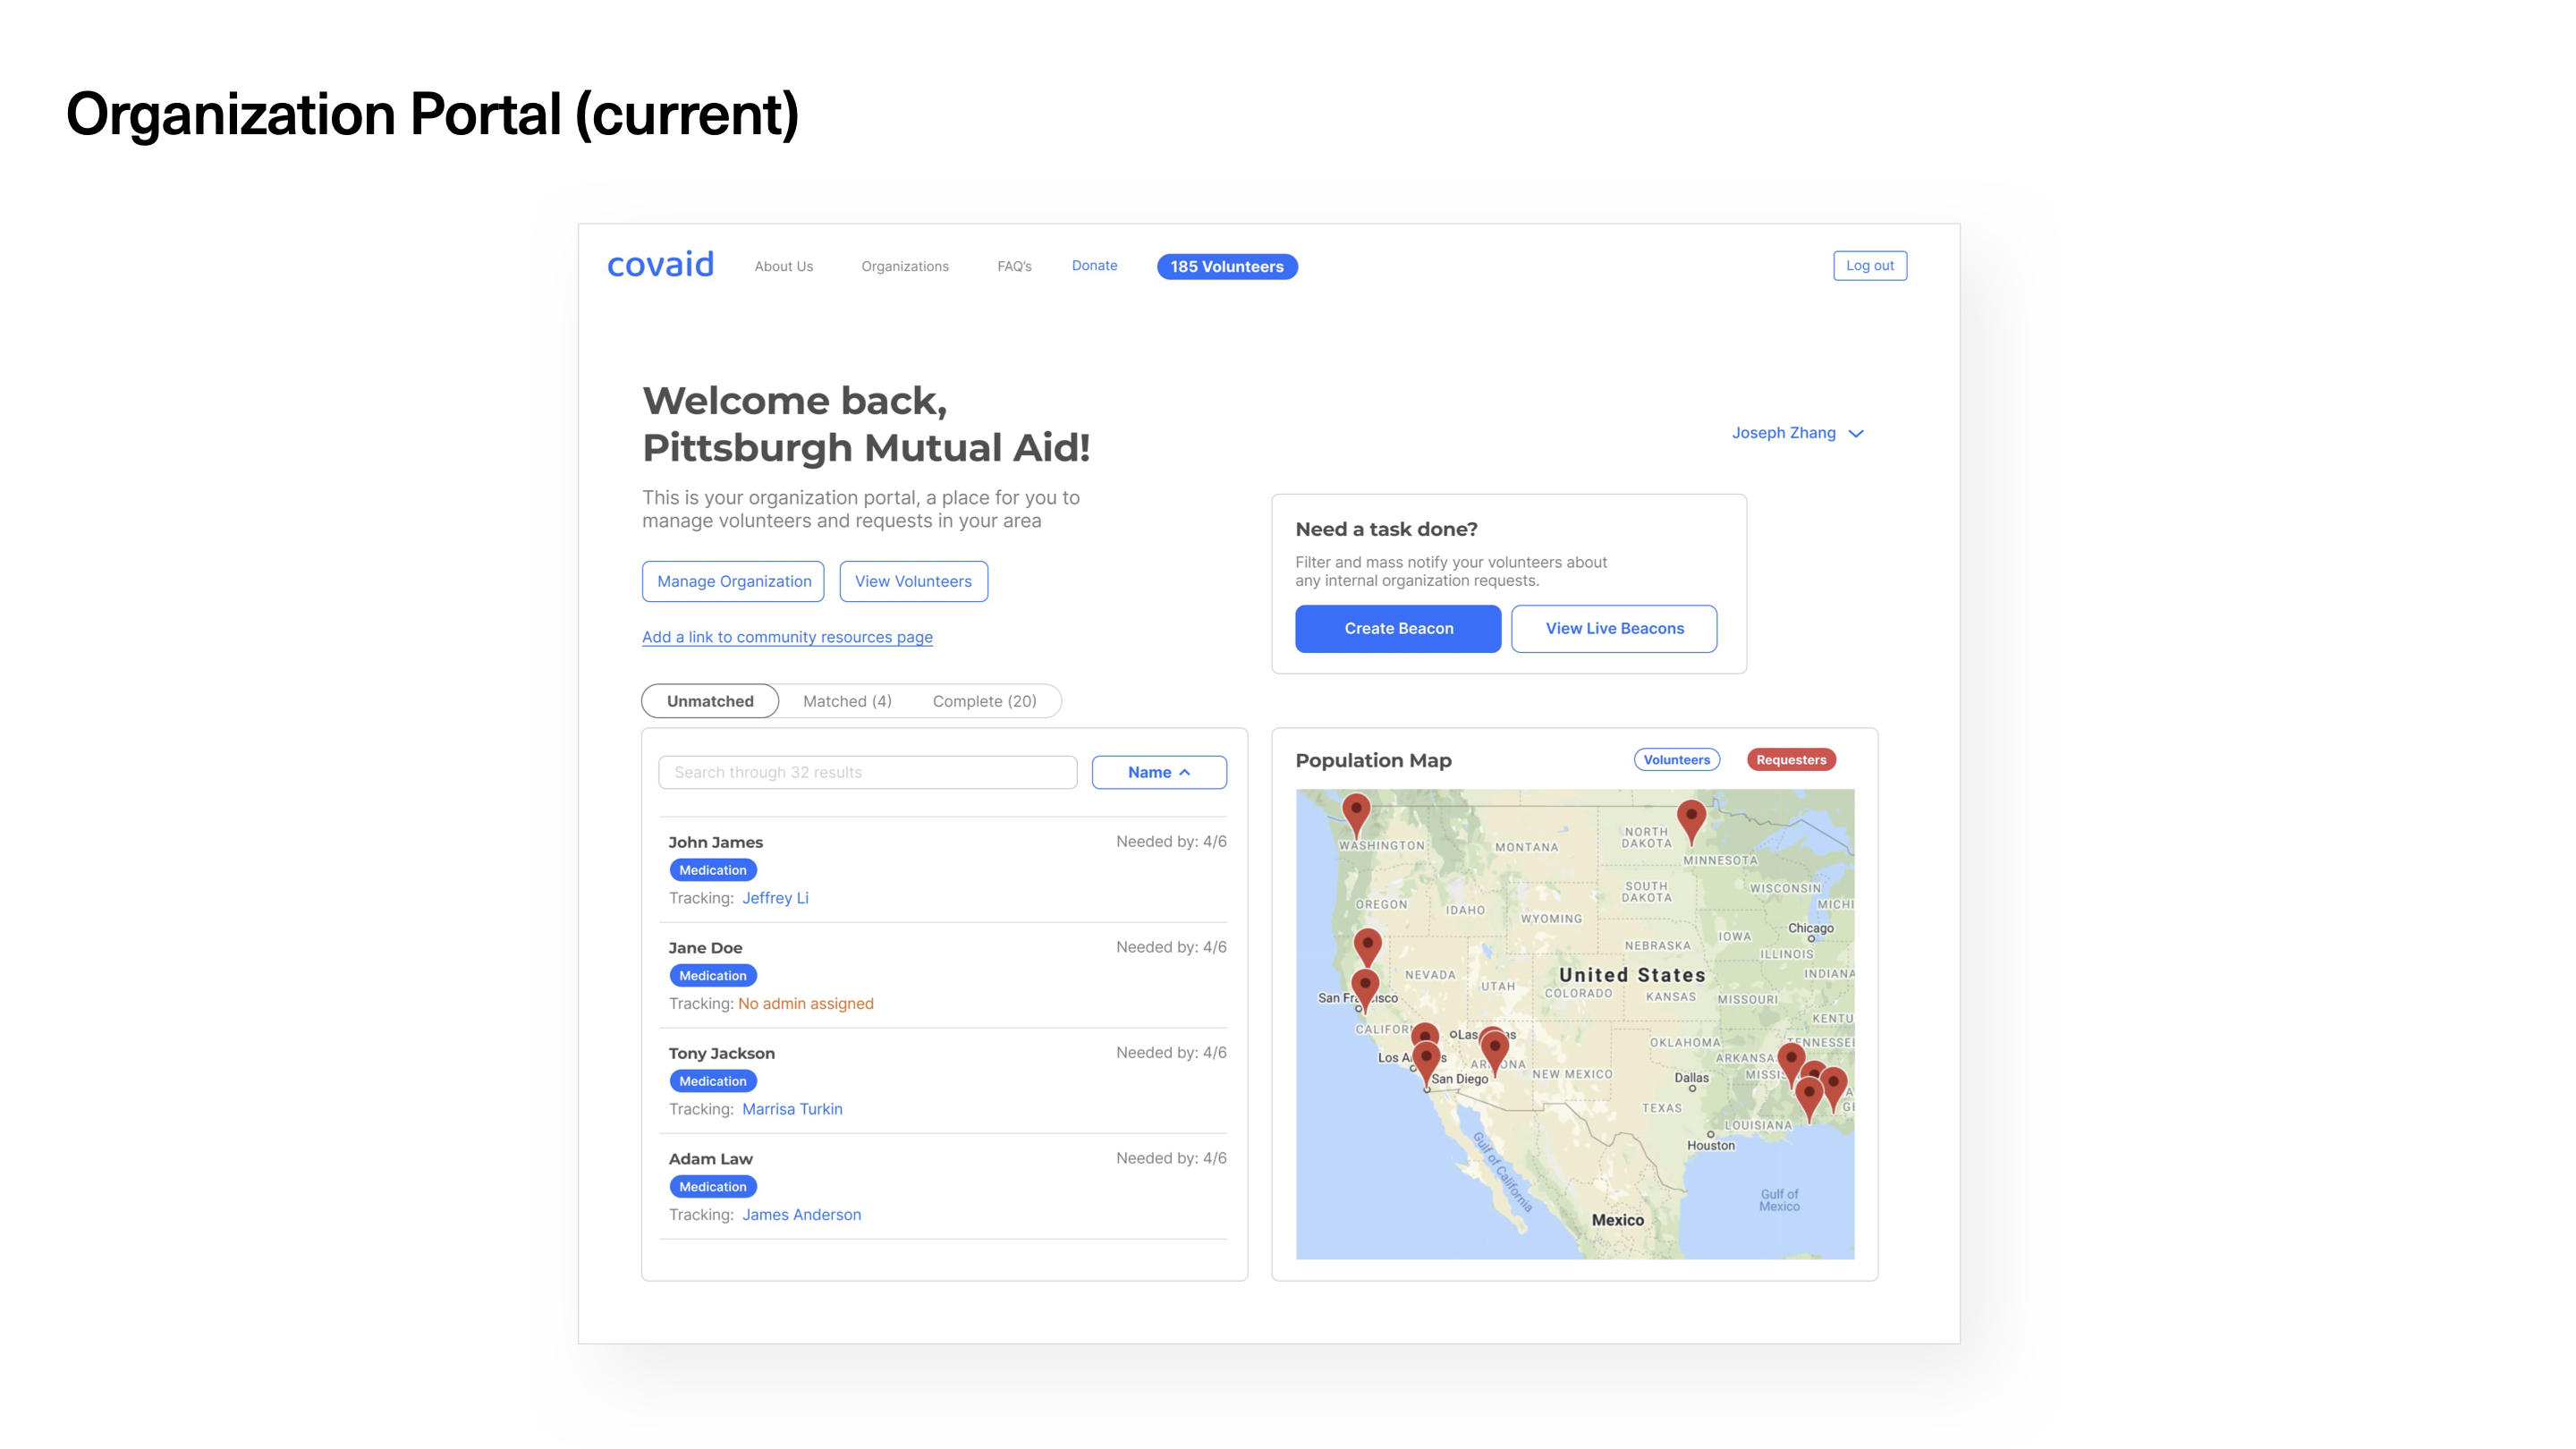 Organization Portal (current)
covaid
About Us
Organizations
FAQ's
Donate
185 Volunteers
Log out
Welcome back,
Pittsburgh Mutual Aid!
Joseph Zhang
This is your organization portal, a place for you to
manage volunteers and requests in your area
Manage Organization
View Volunteers
Add a link to community resources page
Need a task done?
Filter and mass notify your volunteers about
any internal organization requests.
Create Beacon
View Live Beacons
Unmatched
Matched (4)
Complete (20)
Search through 32 results
Name
John James
Needed by: 4/6
Medication
Tracking: Jeffrey Li
Jane Doe
Needed by: 4/6
Medication
Tracking: No admin assigned
Tony Jackson
Needed by: 4/6
Medication
Tracking: Marrisa Turkin
Adam Law
Needed by: 4/6
Medication
Tracking: James Anderson
Population Map
Volunteers
Requesters
WASHINGTON
MONTANA
NORTH
DAKOTA
MINNESOTA
SOUTH
DAKOTA
WISCONSIN
MICHI
OREGON
IDAHO
WYOMING
Chicago
IOWA
NEBRASKA
ILLINOIS
INDIANA
NEVADA
United States
UTAH
COLORADO
KANSAS
MISSOURI
San Fr
isco
KENTU
CALIFOR
Las
as
OKLAHOMA
TENNESSEE
ARKANSA
Los A
s
AR
ONA
NEW MEXICO
Dallas
MISSI
San Diego
TEXAS
GE
LOUISIANA
Houston
Gulf of California
Gulf of
Mexico
Mexico